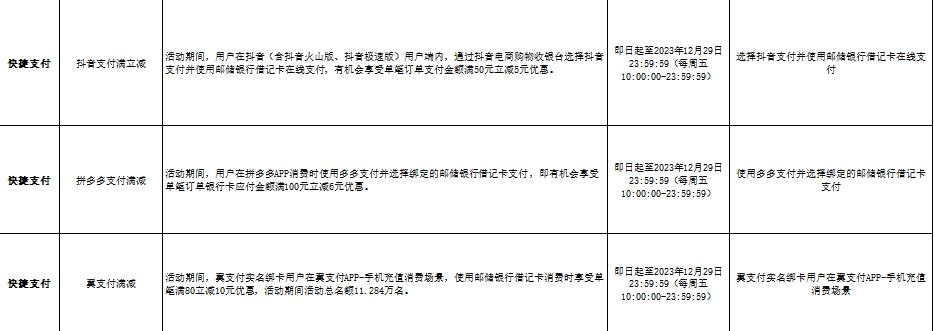 快捷支付
抖音支付满立减
活动期间，用户在抖音（含抖音火山版、抖音极速版）用户端内，通过抖音电商购物收银台选择抖音
支付并使用邮储银行借记卡在线支付，有机会享受单笔订单支付金额满50元立减5元优惠。
即日起至2023年12月29日
23:59:59（每周五
10:00:00-23:59:59）
选择抖音支付并使用邮储银行借记卡在线支
付
快捷支付
拼多多支付满减
活动期间，用户在拼多多APP消费时使用多多支付并选择绑定的邮储银行借记卡支付，即有机会享受
单笔订单银行卡应付金额满100元立减6元优惠。
即日起至2023年12月29日
23:59:59（每周五
10:00:00-23:59:59）
使用多多支付并选择绑定的邮储银行借记卡
支付
快捷支付
翼支付满减
活动期间，翼支付实名绑卡用户在翼支付APP-手机充值消费场景，使用邮储银行借记卡消费时享受单
笔满80立减10元优惠，活动期间活动总名额11.284万名。
即日起至2023年12月29日
23:59:59（每周五
10:00:00-23:59:59）
翼支付实名绑卡用户在翼支付APP-手机充值
消费场景